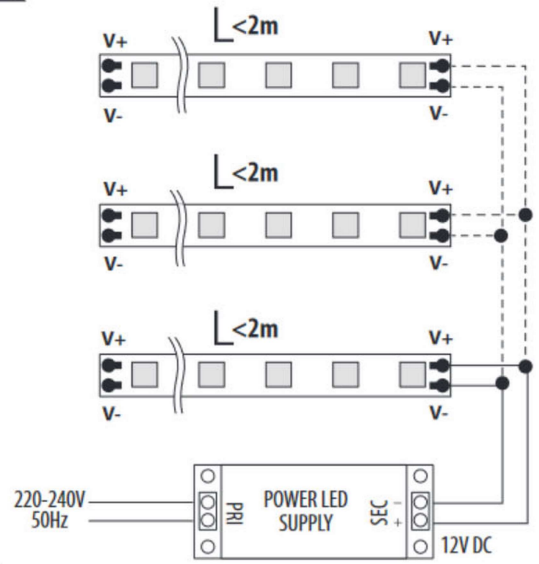 L<2m
V+ V+
V- V-
L<2m
V+ V+
V- V-
L<2m
V+ V+
V- V-
220-240V
50Hz
PRI
POWER LED
SUPPLY
SEC
-
+
12V DC